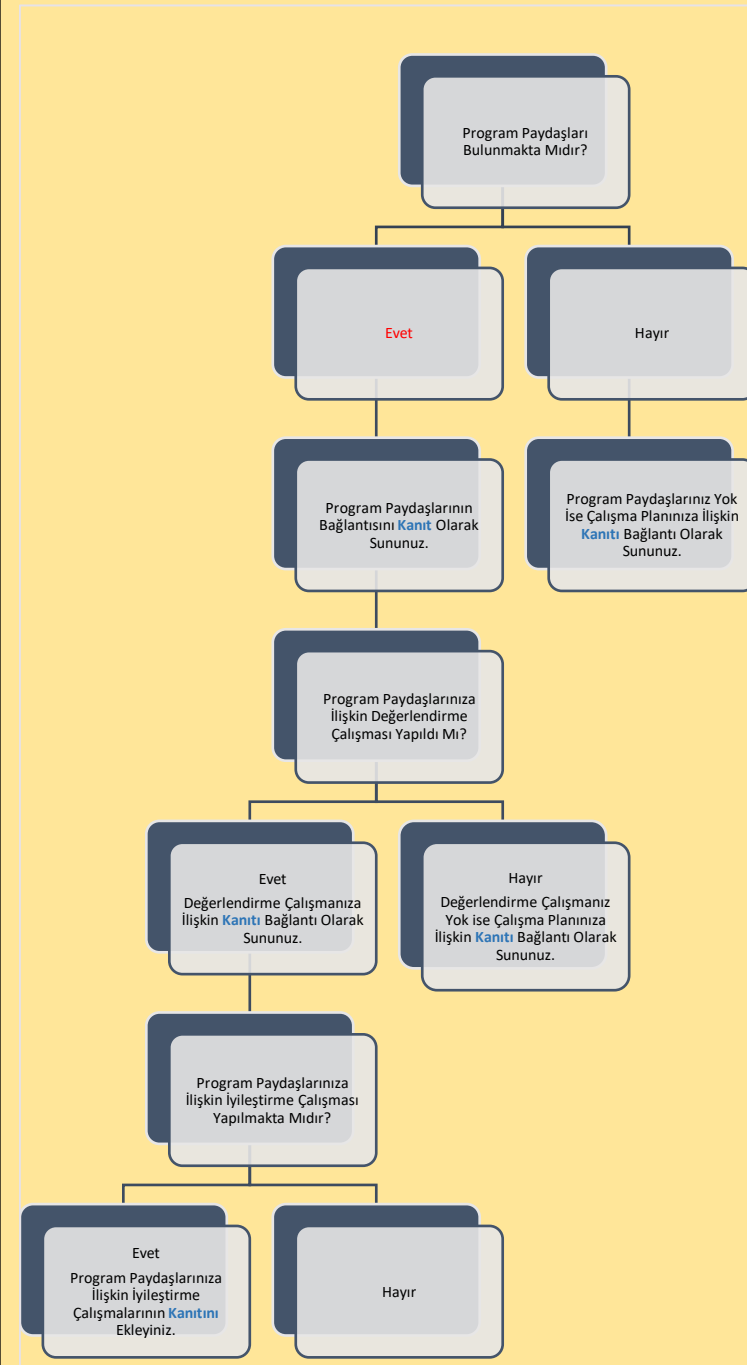 Program Paydaşları
Bulunmakta Mıdır?
Evet
Hayır
Program Paydaşlarının
Bağlantısını Kanıt Olarak
Sununuz.
Program Paydaşlarınız Yok
İse Çalışma Planınıza İlişkin
Kanıtı Bağlantı Olarak
Sununuz.
Program Paydaşlarınıza
İlişkin Değerlendirme
Çalışması Yapıldı Mı?
Evet
Değerlendirme Çalışmanıza
İlişkin Kanıtı Bağlantı Olarak
Sununuz.
Hayır
Değerlendirme Çalışmanız
Yok ise Çalışma Planınıza
İlişkin Kanıtı Bağlantı Olarak
Sununuz.
Program Paydaşlarınıza
İlişkin İyileştirme Çalışması
Yapılmakta Mıdır?
Evet
Program Paydaşlarınıza
İlişkin İyileştirme
Çalışmalarının Kanıtını
Ekleyiniz.
Hayır